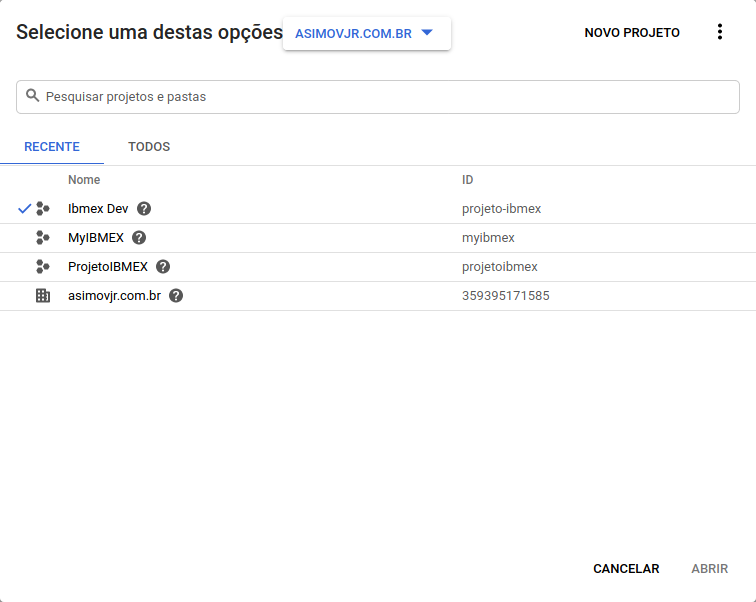 Selecione uma destas opções ASIMOVJR.COM.BR NOVO PROJETO
Pesquisar projetos e pastas
RECENTE TODOS
Nome ID
Ibmex Dev projeto-ibmex
MyIBMEX myibmex
ProjetoIBMEX projetoibmex
asimovjr.com.br 359395171585
CANCELAR ABRIR